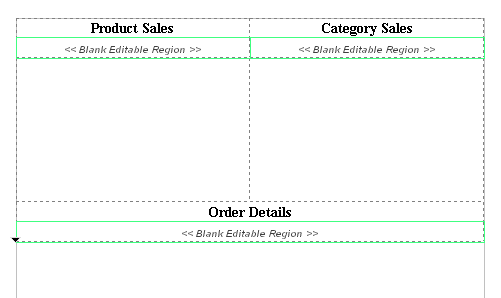 Product Sales Category Sales
<< Blank Editable Region >> << Blank Editable Region >>
Order Details
<< Blank Editable Region >>